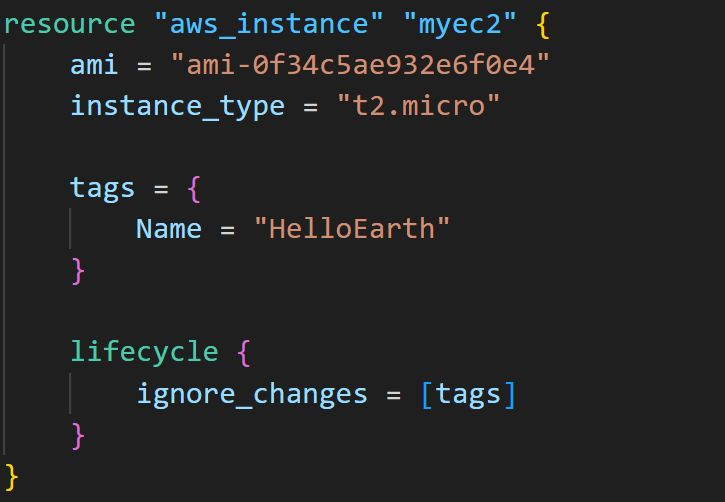 resource "aws_instance" "myec2" {
    ami = "ami-0f34c5ae932e6f0e4"
    instance_type = "t2.micro"

    tags = {
        Name = "HelloEarth"
    }

    lifecycle {
        ignore_changes = [tags]
    }
}